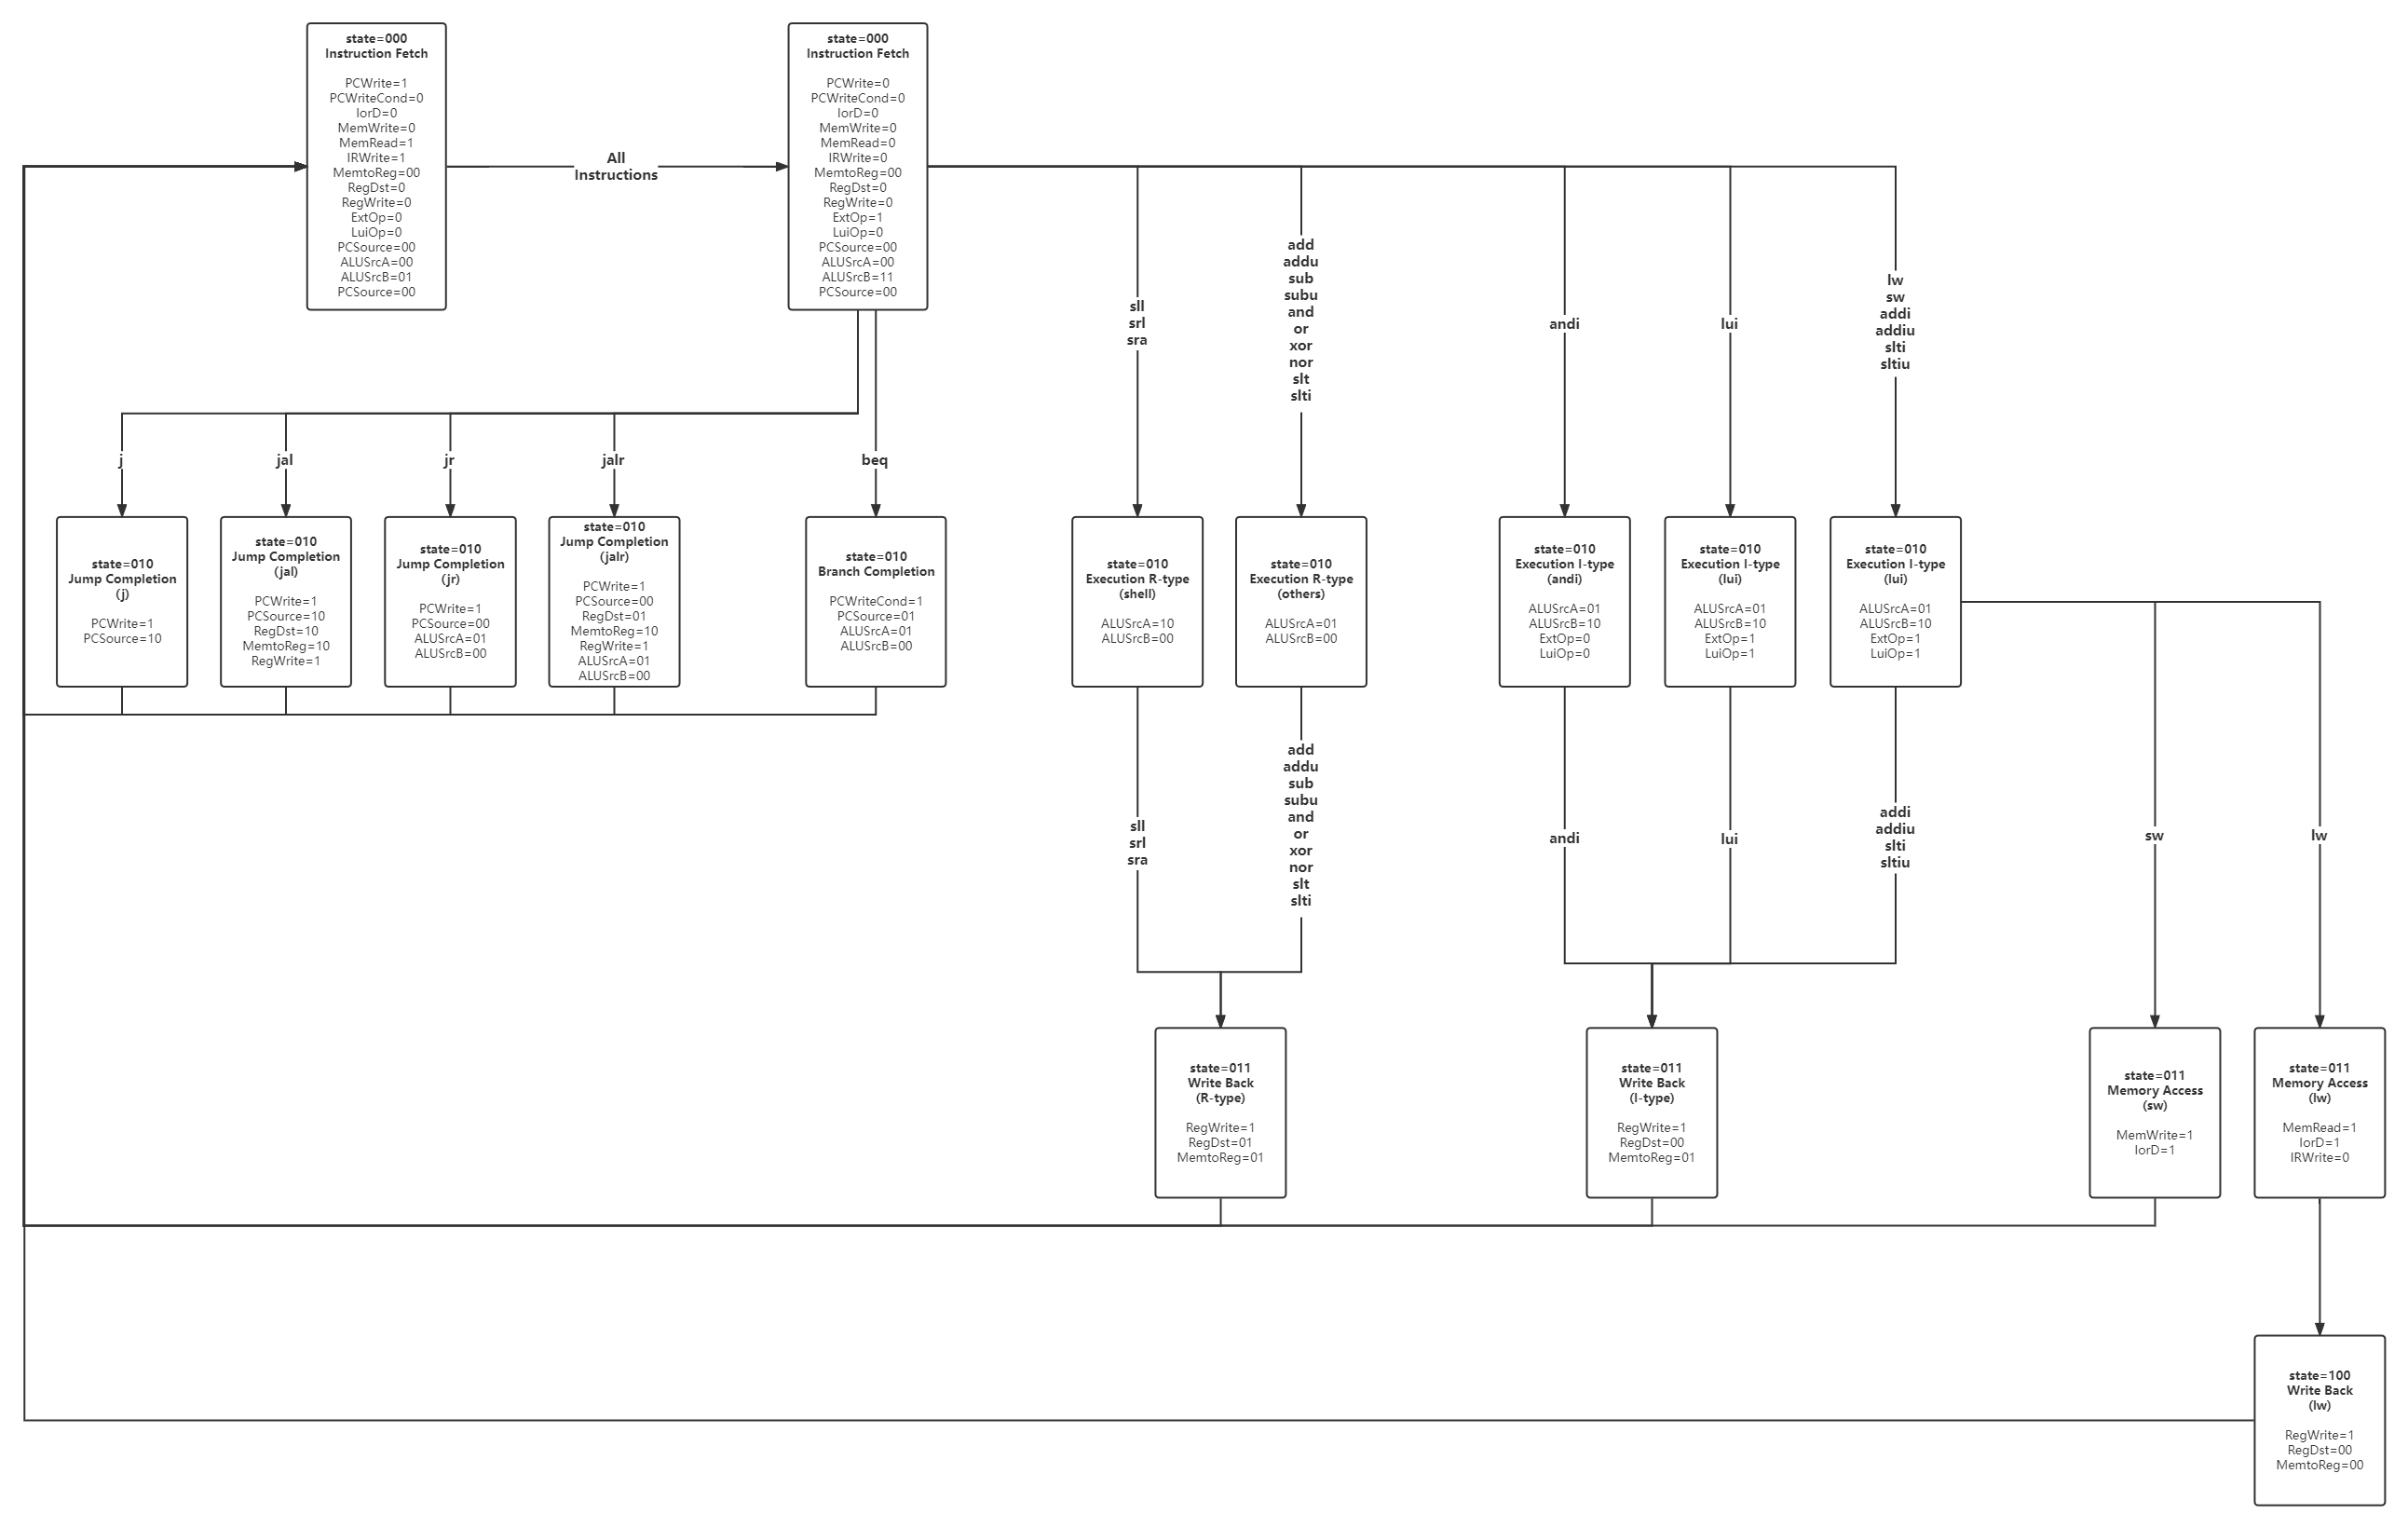 state=000
Instruction Fetch
PCWrite=1
PCWriteCond=0
IorD=0
MemWrite=0
MemRead=1
IRWrite=1
MemtoReg=00
RegDst=0
RegWrite=0
ExtOp=0
LuiOp=0
PCSource=00
ALUSrcA=00
ALUSrcB=01
PCSource=00
All
Instructions
state=000
Instruction Fetch
PCWrite=0
PCWriteCond=0
IorD=0
MemWrite=0
MemRead=0
IRWrite=0
MemtoReg=00
RegDst=0
RegWrite=0
ExtOp=1
LuiOp=0
PCSource=00
ALUSrcA=00
ALUSrcB=11
PCSource=00
j
jal
jr
jalr
beq
sll
srl
sra
add
addu
sub
subu
and
or
xor
nor
slt
slti
andi
lui
lw
sw
addi
addiu
slti
sltiu
state=010
Jump Completion
(j)
PCWrite=1
PCSource=10
state=010
Jump Completion
(jal)
PCWrite=1
PCSource=10
RegDst=10
MemtoReg=10
RegWrite=1
state=010
Jump Completion
(jr)
PCWrite=1
PCSource=00
ALUSrcA=01
ALUSrcB=00
state=010
Jump Completion
(jalr)
PCWrite=1
PCSource=00
RegDst=01
MemtoReg=10
RegWrite=1
ALUSrcA=01
ALUSrcB=00
state=010
Branch Completion
PCWriteCond=1
PCSource=01
ALUSrcA=01
ALUSrcB=00
state=010
Execution R-type
(shell)
ALUSrcA=10
ALUSrcB=00
state=010
Execution R-type
(others)
ALUSrcA=01
ALUSrcB=00
state=010
Execution I-type
(andi)
ALUSrcA=01
ALUSrcB=10
ExtOp=0
LuiOp=0
state=010
Execution I-type
(lui)
ALUSrcA=01
ALUSrcB=10
ExtOp=1
LuiOp=1
state=010
Execution I-type
(lui)
ALUSrcA=01
ALUSrcB=10
ExtOp=1
LuiOp=1
sll
srl
sra
add
addu
sub
subu
and
or
xor
nor
slt
slti
andi
lui
addi
addiu
slti
sltiu
sw
lw
state=011
Write Back
(R-type)
RegWrite=1
RegDst=01
MemtoReg=01
state=011
Write Back
(I-type)
RegWrite=1
RegDst=00
MemtoReg=01
state=011
Memory Access
(sw)
MemWrite=1
IorD=1
state=011
Memory Access
(lw)
MemRead=1
IorD=1
IRWrite=0
state=100
Write Back
(lw)
RegWrite=1
RegDst=00
MemtoReg=00